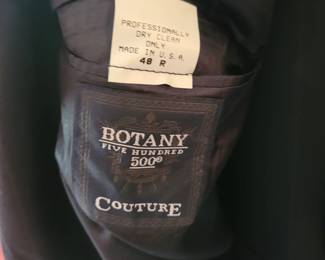 PROFESSIONALLY
DRY CLEAN
ONLY
MADE IN U.S.A.
48 R
BOTANY
FIVE HUNDRED
500®
COUTURE